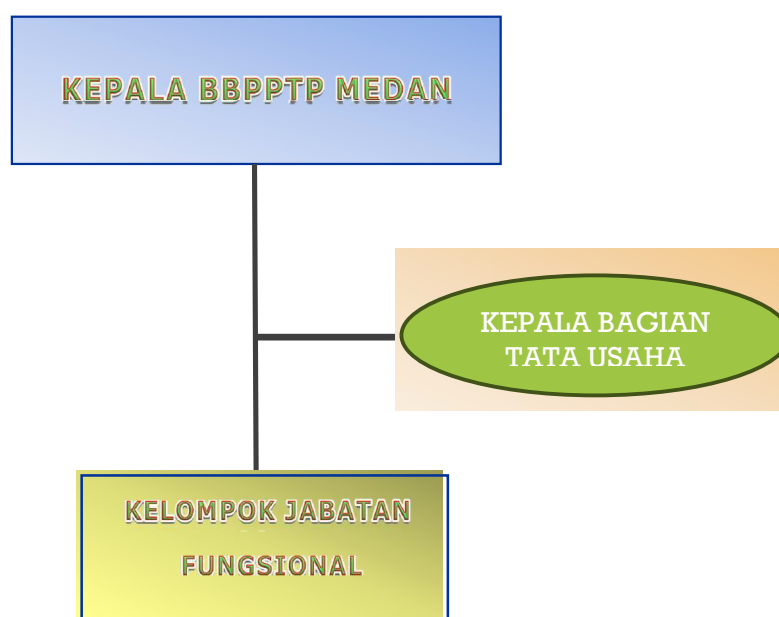 KEPALA BBPPTP MEDAN
KEPALA BAGIAN
TATA USAHA
KELOMPOK JABATAN
FUNGSIONAL